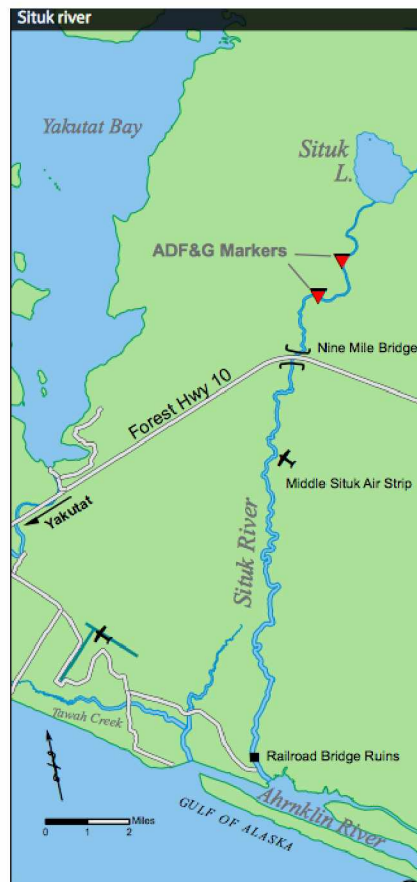 Situk river
Yakutat Bay
Situk
L.
ADF&G Markers
Nine Mile Bridge
Forest Hwy 10
Middle Situk Air Strip
Yakutat
Situk River
Tawah Creek
Railroad Bridge Ruins
Ahrnklin River
GULF OF ALASKA
Miles
0 1 2